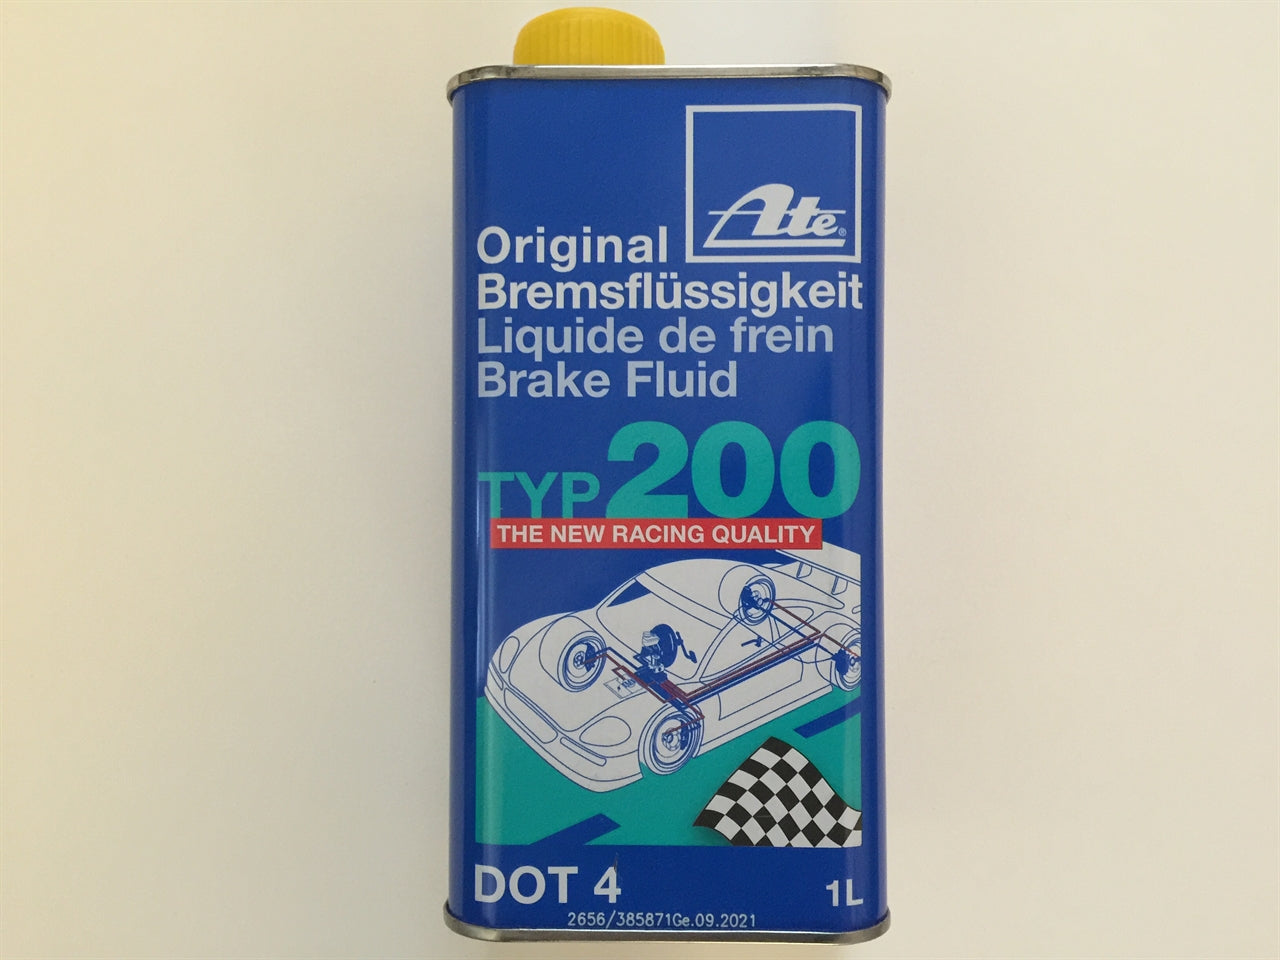 Ate®
Original
Bremsflüssigkeit
Liquide de frein
Brake Fluid
TYP 200
THE NEW RACING QUALITY
DOT 4
1L
2656/385871Ge.09.2021